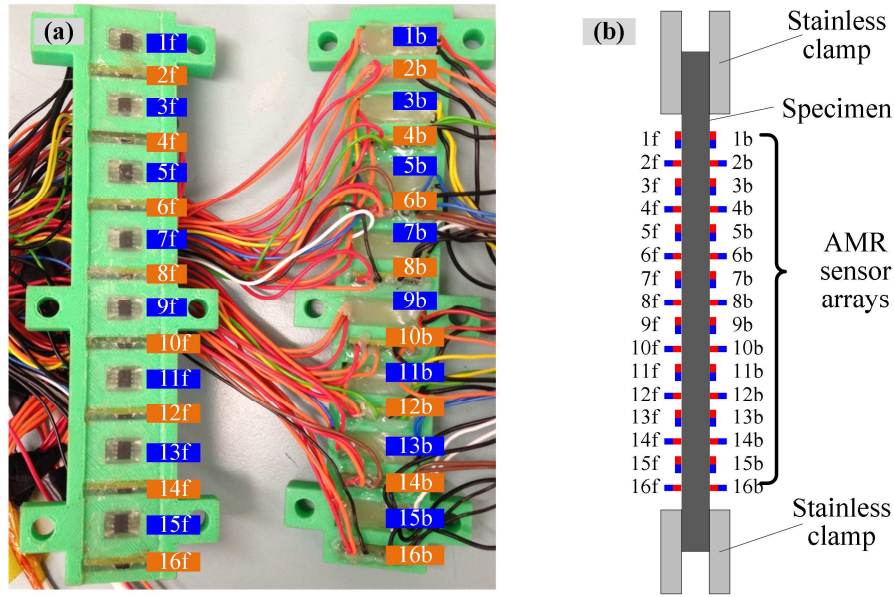 (a)
1f
2f
3f
4f
5f
6f
7f
8f
9f
10f
11f
12f
13f
14f
15f
16f
1b
2b
3b
4b
5b
6b
7b
8b
9b
10b
11b
12b
13b
14b
15b
16b
(b)
Stainless
clamp
Specimen
1f 1b
2f 2b
3f 3b
4f 4b
5f 5b
6f 6b
7f 7b
8f 8b
9f 9b
10f 10b
11f 11b
12f 12b
13f 13b
14f 14b
15f 15b
16f 16b
AMR
sensor
arrays
Stainless
clamp